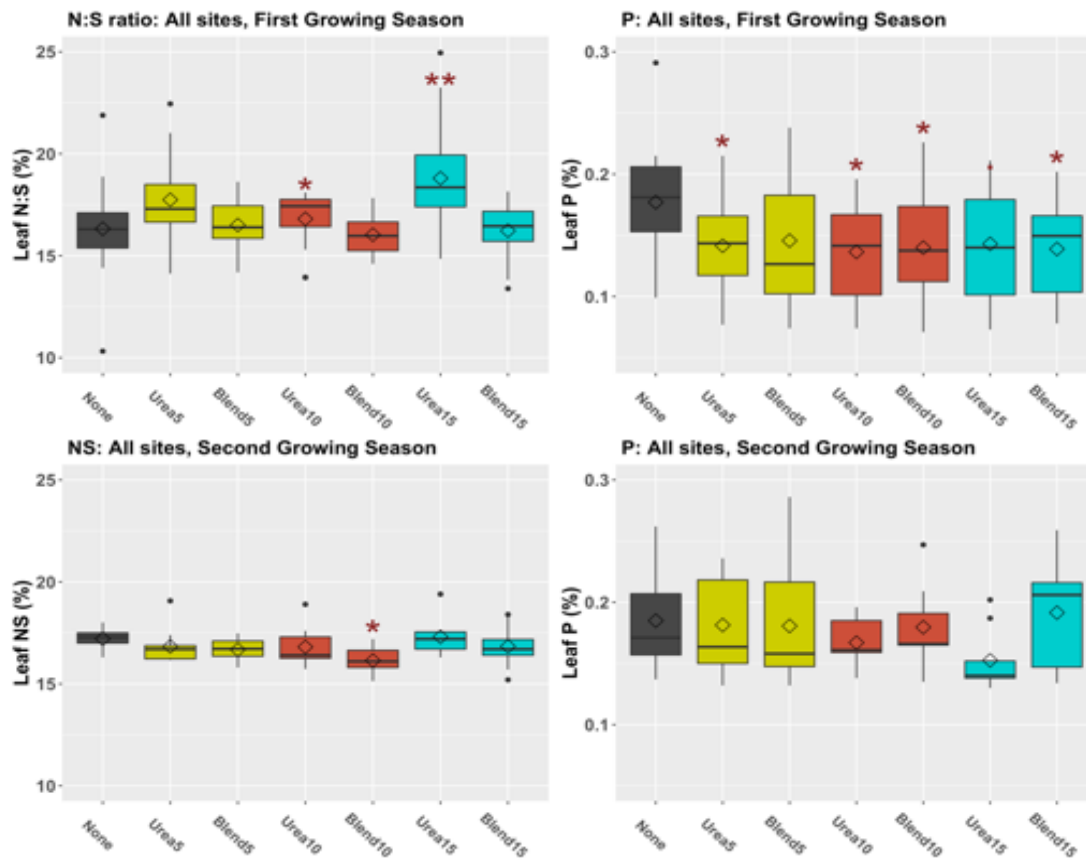 N:S ratio: All sites, First Growing Season
Leaf N:S (%)
25
20
15
10
None
Urea5
Blend5
Urea10
Blend10
Urea15
Blend15
*
**
P: All sites, First Growing Season
Leaf P (%)
0.3
0.2
0.1
None
Urea5
Blend5
Urea10
Blend10
Urea15
Blend15
*
*
*
.
*
NS: All sites, Second Growing Season
Leaf NS (%)
25
20
15
10
None
Urea5
Blend5
Urea10
Blend10
Urea15
Blend15
*
P: All sites, Second Growing Season
Leaf P (%)
0.3
0.2
0.1
None
Urea5
Blend5
Urea10
Blend10
Urea15
Blend15